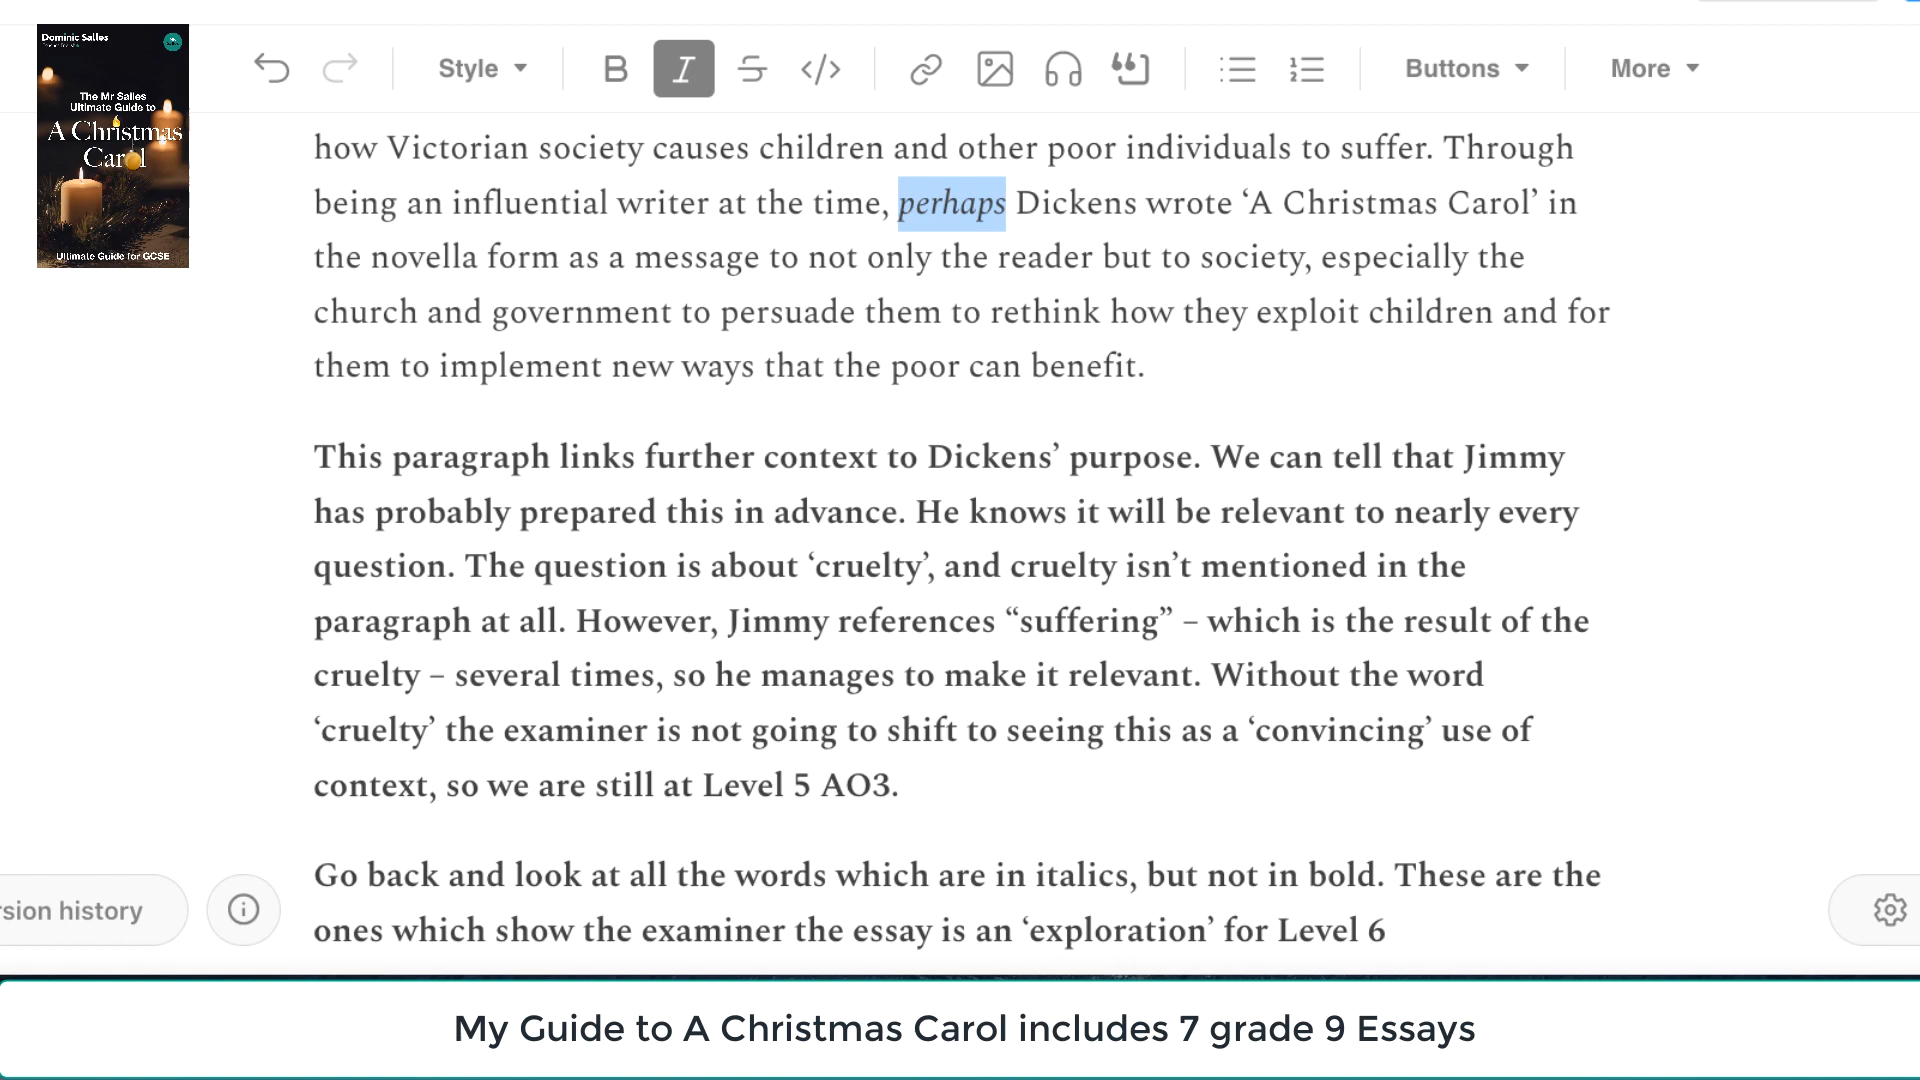 Dominic Salles
The Mr Salles
Ultimate Guide to
A Christmas
Carol
Ultimate Guide for GCSE
Style
B
I
S
</>
Buttons
More
how Victorian society causes children and other poor individuals to suffer. Through
being an influential writer at the time, perhaps Dickens wrote ‘A Christmas Carol’ in
the novella form as a message to not only the reader but to society, especially the
church and government to persuade them to rethink how they exploit children and for
them to implement new ways that the poor can benefit.
This paragraph links further context to Dickens’ purpose. We can tell that Jimmy
has probably prepared this in advance. He knows it will be relevant to nearly every
question. The question is about ‘cruelty’, and cruelty isn’t mentioned in the
paragraph at all. However, Jimmy references “suffering” – which is the result of the
cruelty – several times, so he manages to make it relevant. Without the word
‘cruelty’ the examiner is not going to shift to seeing this as a ‘convincing’ use of
context, so we are still at Level 5 AO3.
Go back and look at all the words which are in italics, but not in bold. These are the
ones which show the examiner the essay is an ‘exploration’ for Level 6
rsion history
My Guide to A Christmas Carol includes 7 grade 9 Essays